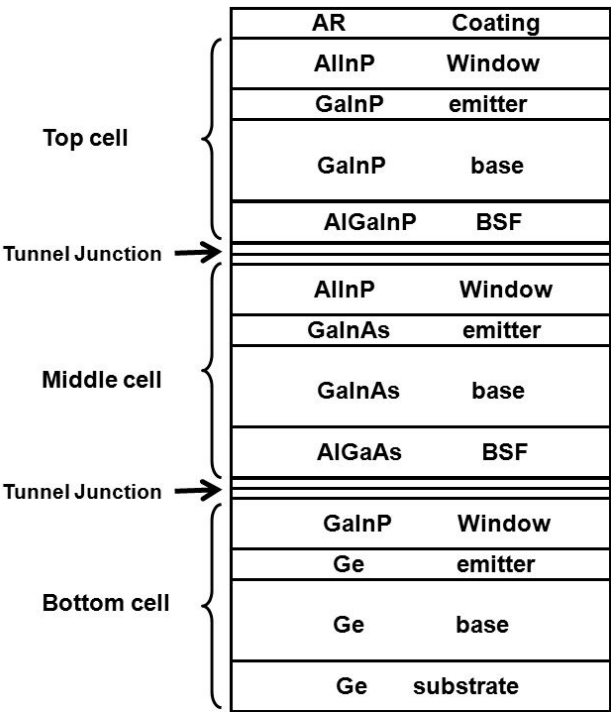 AR Coating
AlInP Window
GaInP emitter
Top cell
GaInP base
AlGaInP BSF
Tunnel Junction
AlInP Window
GaInAs emitter
Middle cell
GaInAs base
AlGaAs BSF
Tunnel Junction
GaInP Window
Ge emitter
Bottom cell
Ge base
Ge substrate